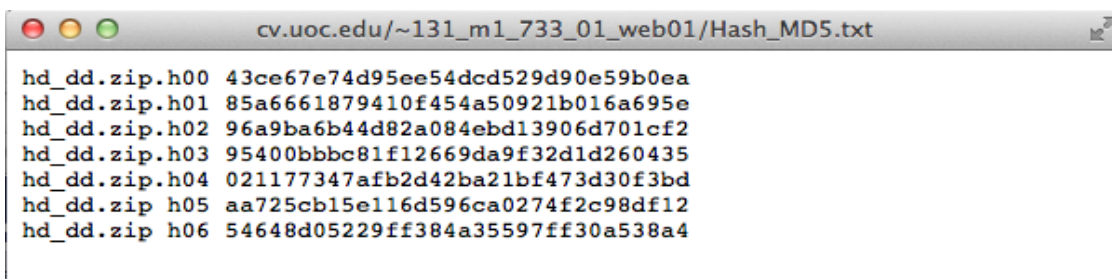 cv.uoc.edu/~131_m1_733_01_web01/Hash_MD5.txt
hd_dd.zip.h00 43ce67e74d95ee54dcd529d90e59b0ea
hd_dd.zip.h01 85a6661879410f454a50921b016a695e
hd_dd.zip.h02 96a9ba6b44d82a084ebd13906d701cf2
hd_dd.zip.h03 95400bbbc81f12669da9f32d1d260435
hd_dd.zip.h04 021177347afb2d42ba21bf473d30f3bd
hd_dd.zip h05 aa725cb15e116d596ca0274f2c98df12
hd_dd.zip h06 54648d05229ff384a35597ff30a538a4